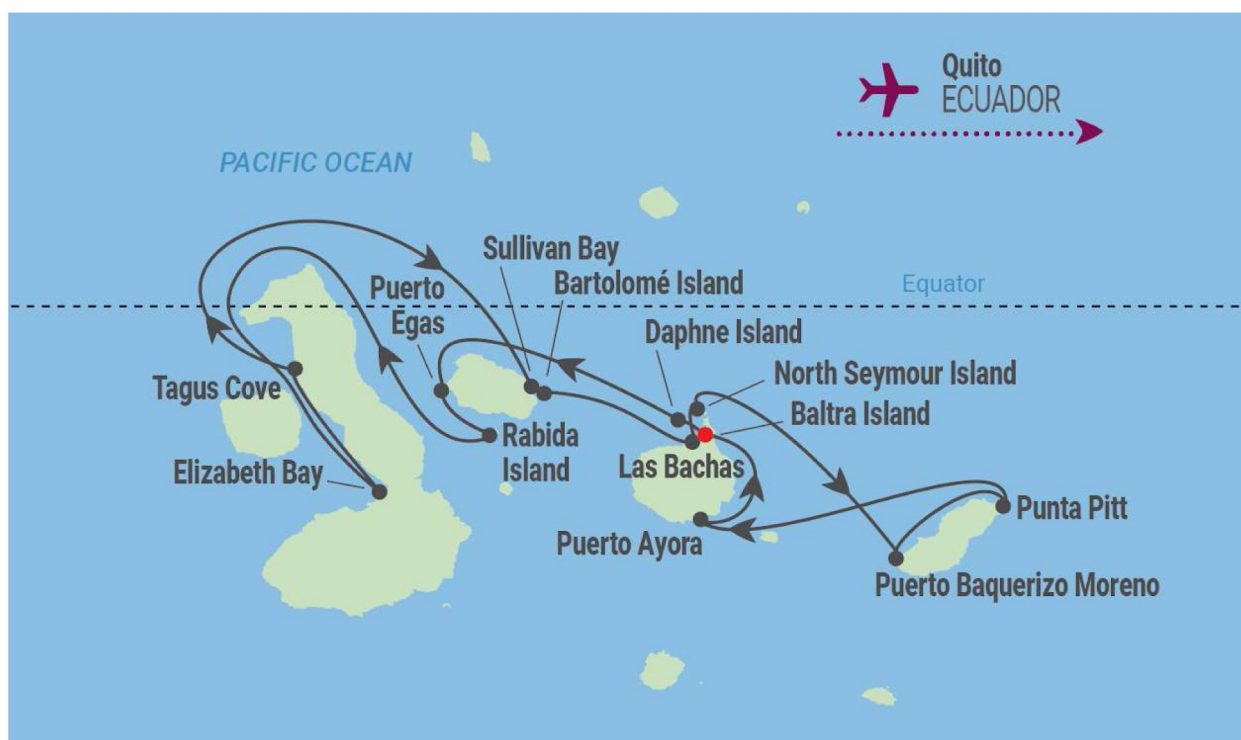 Quito
ECUADOR
PACIFIC OCEAN
Sullivan Bay
Bartolomé Island
Equator
Puerto
Egas
Daphne Island
North Seymour Island
Tagus Cove
Baltra Island
Rabida
Island
Las Bachas
Elizabeth Bay
Punta Pitt
Puerto Ayora
Puerto Baquerizo Moreno